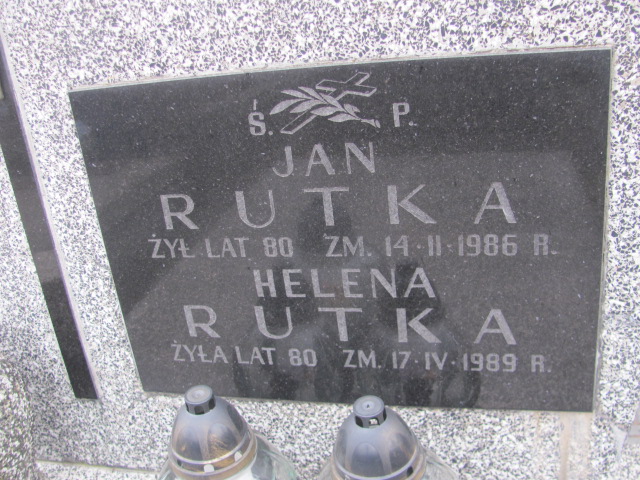 Ś. P.
JAN
RUTKA
ŻYŁ LAT 80 ZM. 14·II·1986 R.
HELENA
RUTKA
ŻYŁA LAT 80 ZM. 17·IV·1989 R.